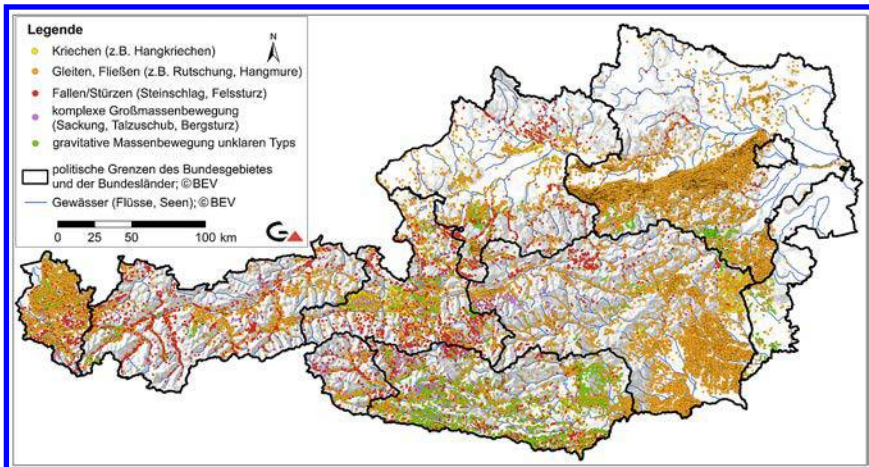 Legende
N
Kriechen (z.B. Hangkriechen)
Gleiten, Fließen (z.B. Rutschung, Hangmure)
Fallen/Stürzen (Steinschlag, Felssturz)
komplexe Großmassenbewegung
(Sackung, Talzuschub, Bergsturz)
gravitative Massenbewegung unklaren Typs
politische Grenzen des Bundesgebietes
und der Bundesländer; ©BEV
Gewässer (Flüsse, Seen); ©BEV
0 25 50 100 km